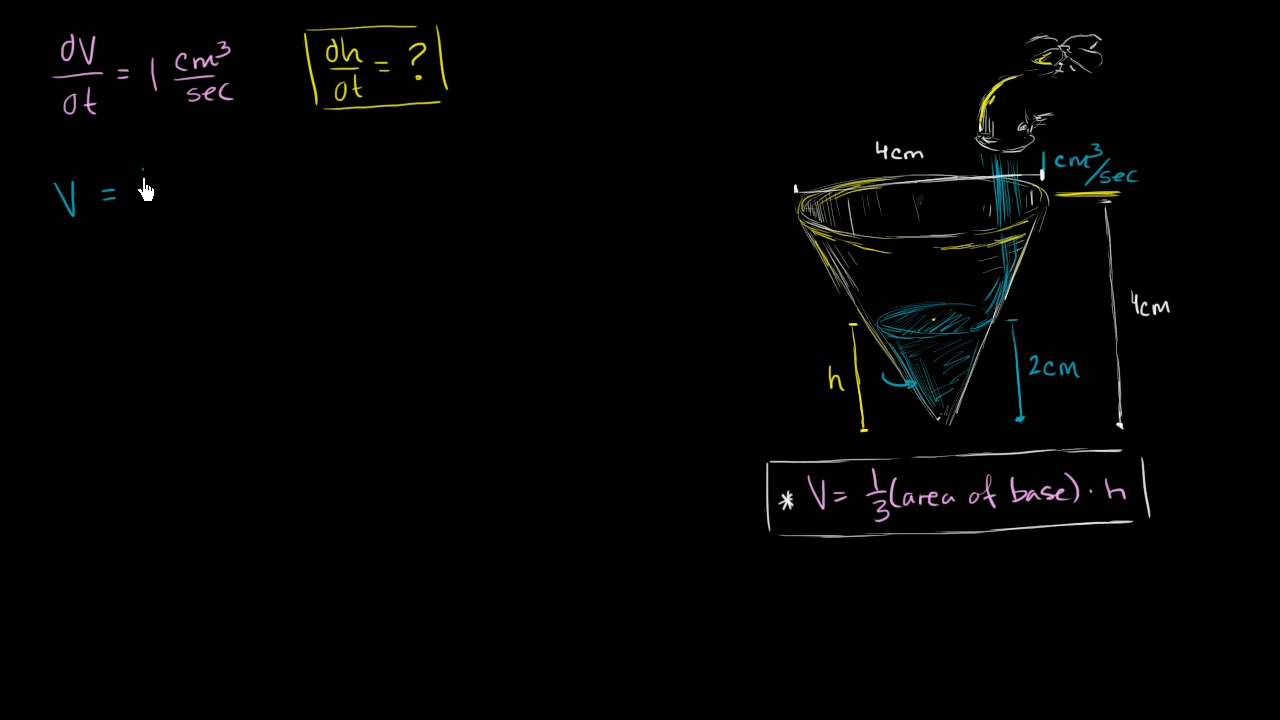 dV/dt = 1 cm³/sec
dh/dt = ?
V =
4cm
1 cm³/sec
4cm
h
2cm
* V = 1/3 (area of base) · h